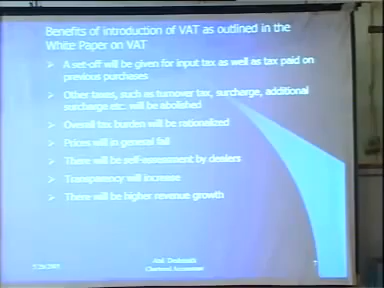 Benefits of introduction of VAT as outlined in the
White Paper on VAT
A set-off will be given for input tax as well as tax paid on
previous purchases
Other taxes, such as turnover tax, surcharge, additional
surcharge etc. will be abolished
Overall tax burden will be rationalized
Prices will in general fall
There will be self-assessment by dealers
Transparency will increase
There will be higher revenue growth
Chartered Accountant
7